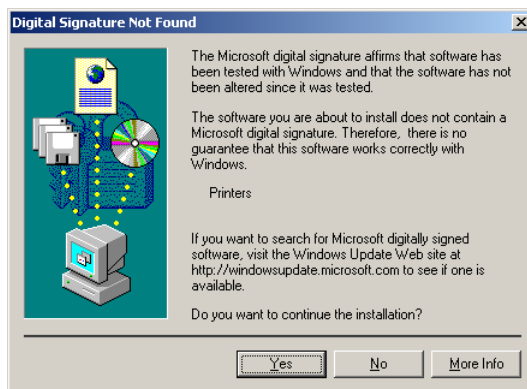 Digital Signature Not Found
The Microsoft digital signature affirms that software has
been tested with Windows and that the software has not
been altered since it was tested.
The software you are about to install does not contain a
Microsoft digital signature. Therefore,  there is no
guarantee that this software works correctly with
Windows.
Printers
If you want to search for Microsoft digitally signed
software, visit the Windows Update Web site at
http://windowsupdate.microsoft.com to see if one is
available.
Do you want to continue the installation?
Yes No More Info